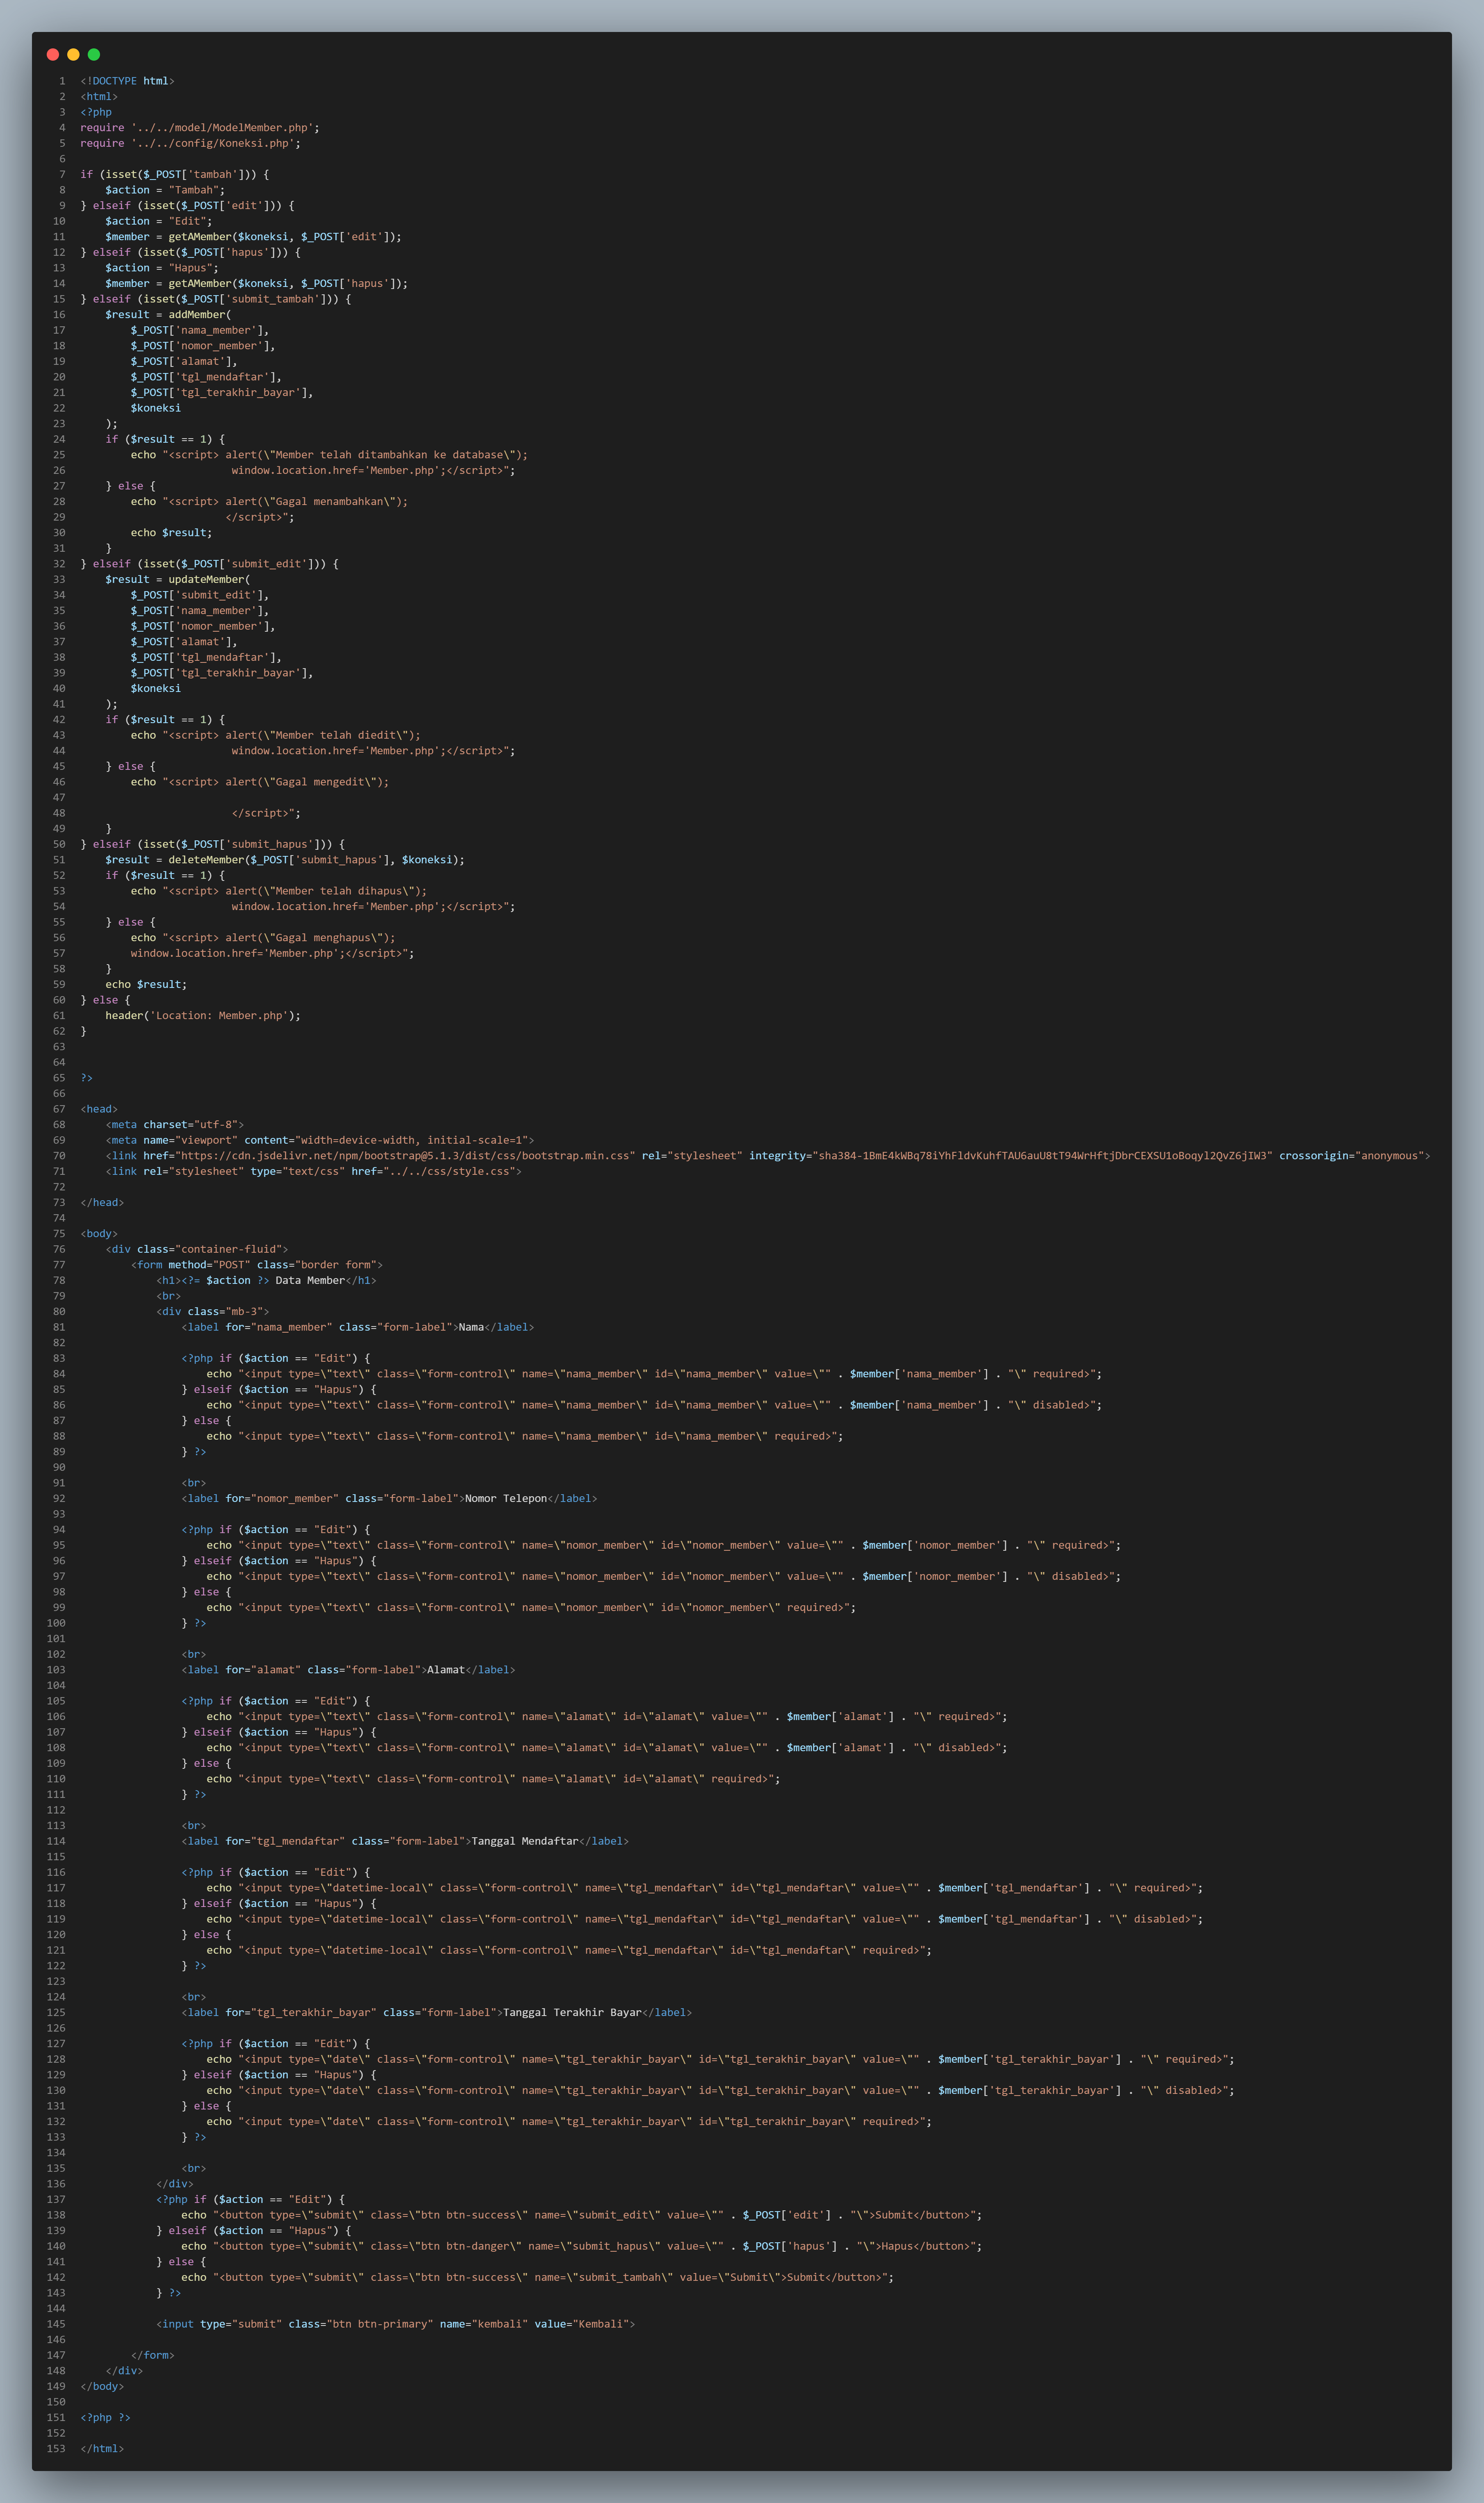 1 <!DOCTYPE html>
2 <html>
3 <?php
4 require '../../model/ModelMember.php';
5 require '../../config/Koneksi.php';
6
7 if (isset($_POST['tambah'])) {
8     $action = "Tambah";
9 } elseif (isset($_POST['edit'])) {
10     $action = "Edit";
11     $member = getAMember($koneksi, $_POST['edit']);
12 } elseif (isset($_POST['hapus'])) {
13     $action = "Hapus";
14     $member = getAMember($koneksi, $_POST['hapus']);
15 } elseif (isset($_POST['submit_tambah'])) {
16     $result = addMember(
17         $_POST['nama_member'],
18         $_POST['nomor_member'],
19         $_POST['alamat'],
20         $_POST['tgl_mendaftar'],
21         $_POST['tgl_terakhir_bayar'],
22         $koneksi
23     );
24     if ($result == 1) {
25         echo "<script> alert(\"Member telah ditambahkan ke database\");
26                         window.location.href='Member.php';</script>";
27     } else {
28         echo "<script> alert(\"Gagal menambahkan\");
29                        </script>";
30         echo $result;
31     }
32 } elseif (isset($_POST['submit_edit'])) {
33     $result = updateMember(
34         $_POST['submit_edit'],
35         $_POST['nama_member'],
36         $_POST['nomor_member'],
37         $_POST['alamat'],
38         $_POST['tgl_mendaftar'],
39         $_POST['tgl_terakhir_bayar'],
40         $koneksi
41     );
42     if ($result == 1) {
43         echo "<script> alert(\"Member telah diedit\");
44                         window.location.href='Member.php';</script>";
45     } else {
46         echo "<script> alert(\"Gagal mengedit\");
47
48                         </script>";
49     }
50 } elseif (isset($_POST['submit_hapus'])) {
51     $result = deleteMember($_POST['submit_hapus'], $koneksi);
52     if ($result == 1) {
53         echo "<script> alert(\"Member telah dihapus\");
54                         window.location.href='Member.php';</script>";
55     } else {
56         echo "<script> alert(\"Gagal menghapus\");
57         window.location.href='Member.php';</script>";
58     }
59     echo $result;
60 } else {
61     header('Location: Member.php');
62 }
63
64
65 ?>
66
67 <head>
68     <meta charset="utf-8">
69     <meta name="viewport" content="width=device-width, initial-scale=1">
70     <link href="https://cdn.jsdelivr.net/npm/bootstrap@5.1.3/dist/css/bootstrap.min.css" rel="stylesheet" integrity="sha384-1BmE4kWBq78iYhFldvKuhfTAU6auU8tT94WrHftjDbrCEXSU1oBoqyl2QvZ6jIW3" crossorigin="anonymous">
71     <link rel="stylesheet" type="text/css" href="../../css/style.css">
72
73 </head>
74
75 <body>
76     <div class="container-fluid">
77         <form method="POST" class="border form">
78             <h1><?= $action ?> Data Member</h1>
79             <br>
80             <div class="mb-3">
81                 <label for="nama_member" class="form-label">Nama</label>
82
83                 <?php if ($action == "Edit") {
84                     echo "<input type=\"text\" class=\"form-control\" name=\"nama_member\" id=\"nama_member\" value=\"" . $member['nama_member'] . "\" required>";
85                 } elseif ($action == "Hapus") {
86                     echo "<input type=\"text\" class=\"form-control\" name=\"nama_member\" id=\"nama_member\" value=\"" . $member['nama_member'] . "\" disabled>";
87                 } else {
88                     echo "<input type=\"text\" class=\"form-control\" name=\"nama_member\" id=\"nama_member\" required>";
89                 } ?>
90
91                 <br>
92                 <label for="nomor_member" class="form-label">Nomor Telepon</label>
93
94                 <?php if ($action == "Edit") {
95                     echo "<input type=\"text\" class=\"form-control\" name=\"nomor_member\" id=\"nomor_member\" value=\"" . $member['nomor_member'] . "\" required>";
96                 } elseif ($action == "Hapus") {
97                     echo "<input type=\"text\" class=\"form-control\" name=\"nomor_member\" id=\"nomor_member\" value=\"" . $member['nomor_member'] . "\" disabled>";
98                 } else {
99                     echo "<input type=\"text\" class=\"form-control\" name=\"nomor_member\" id=\"nomor_member\" required>";
100                 } ?>
101
102                 <br>
103                 <label for="alamat" class="form-label">Alamat</label>
104
105                 <?php if ($action == "Edit") {
106                     echo "<input type=\"text\" class=\"form-control\" name=\"alamat\" id=\"alamat\" value=\"" . $member['alamat'] . "\" required>";
107                 } elseif ($action == "Hapus") {
108                     echo "<input type=\"text\" class=\"form-control\" name=\"alamat\" id=\"alamat\" value=\"" . $member['alamat'] . "\" disabled>";
109                 } else {
110                     echo "<input type=\"text\" class=\"form-control\" name=\"alamat\" id=\"alamat\" required>";
111                 } ?>
112
113                 <br>
114                 <label for="tgl_mendaftar" class="form-label">Tanggal Mendaftar</label>
115
116                 <?php if ($action == "Edit") {
117                     echo "<input type=\"datetime-local\" class=\"form-control\" name=\"tgl_mendaftar\" id=\"tgl_mendaftar\" value=\"" . $member['tgl_mendaftar'] . "\" required>";
118                 } elseif ($action == "Hapus") {
119                     echo "<input type=\"datetime-local\" class=\"form-control\" name=\"tgl_mendaftar\" id=\"tgl_mendaftar\" value=\"" . $member['tgl_mendaftar'] . "\" disabled>";
120                 } else {
121                     echo "<input type=\"datetime-local\" class=\"form-control\" name=\"tgl_mendaftar\" id=\"tgl_mendaftar\" required>";
122                 } ?>
123
124                 <br>
125                 <label for="tgl_terakhir_bayar" class="form-label">Tanggal Terakhir Bayar</label>
126
127                 <?php if ($action == "Edit") {
128                     echo "<input type=\"date\" class=\"form-control\" name=\"tgl_terakhir_bayar\" id=\"tgl_terakhir_bayar\" value=\"" . $member['tgl_terakhir_bayar'] . "\" required>";
129                 } elseif ($action == "Hapus") {
130                     echo "<input type=\"date\" class=\"form-control\" name=\"tgl_terakhir_bayar\" id=\"tgl_terakhir_bayar\" value=\"" . $member['tgl_terakhir_bayar'] . "\" disabled>";
131                 } else {
132                     echo "<input type=\"date\" class=\"form-control\" name=\"tgl_terakhir_bayar\" id=\"tgl_terakhir_bayar\" required>";
133                 } ?>
134
135                 <br>
136             </div>
137             <?php if ($action == "Edit") {
138                 echo "<button type=\"submit\" class=\"btn btn-success\" name=\"submit_edit\" value=\"" . $_POST['edit'] . "\">Submit</button>";
139             } elseif ($action == "Hapus") {
140                 echo "<button type=\"submit\" class=\"btn btn-danger\" name=\"submit_hapus\" value=\"" . $_POST['hapus'] . "\">Hapus</button>";
141             } else {
142                 echo "<button type=\"submit\" class=\"btn btn-success\" name=\"submit_tambah\" value=\"Submit\">Submit</button>";
143             } ?>
144
145             <input type="submit" class="btn btn-primary" name="kembali" value="Kembali">
146
147         </form>
148     </div>
149 </body>
150
151 <?php ?>
152
153 </html>